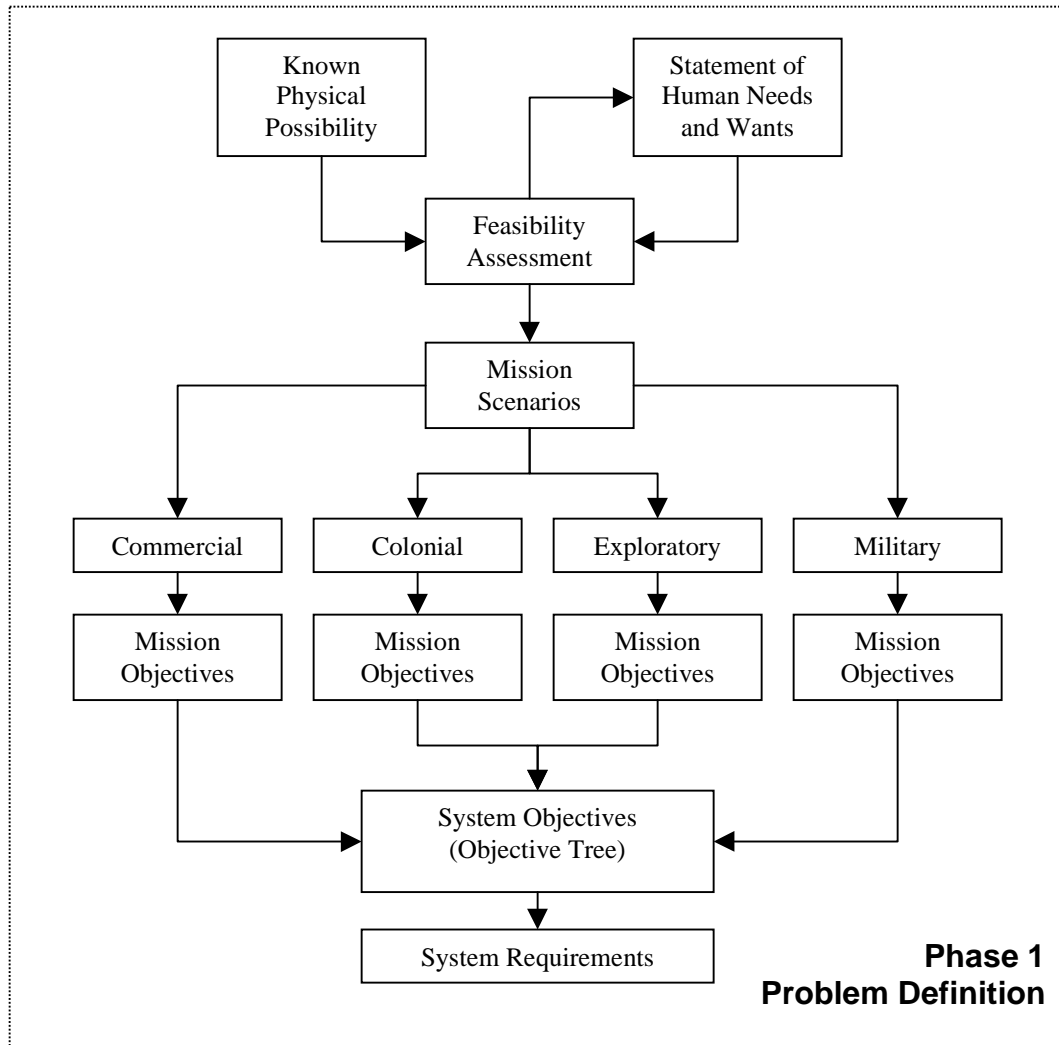 Known
Physical
Possibility
Statement of
Human Needs
and Wants
Feasibility
Assessment
Mission
Scenarios
Commercial
Colonial
Exploratory
Military
Mission
Objectives
Mission
Objectives
Mission
Objectives
Mission
Objectives
System Objectives
(Objective Tree)
System Requirements
Phase 1
Problem Definition